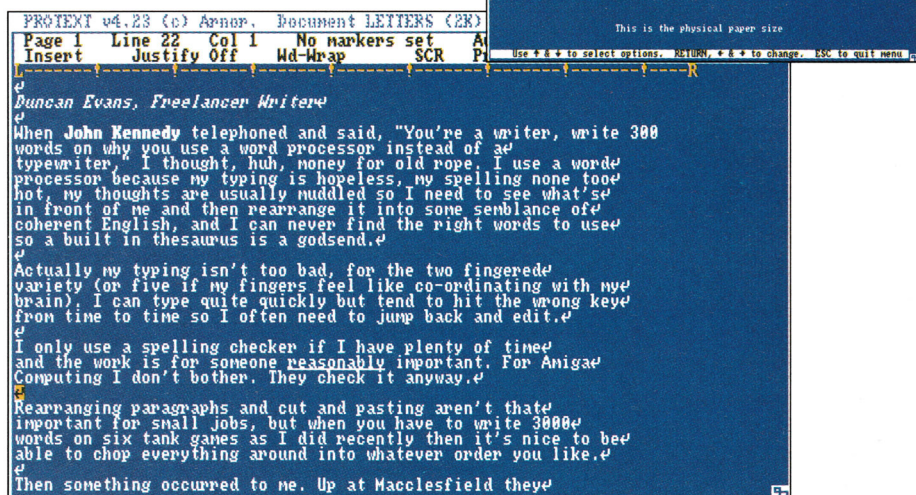 PROTEXT v4.23 (c) Arnor. Document LETTERS (2K)
Page 1 Line 22 Col 1 No markers set
Insert Justify Off Wd-Wrap SCR
This is the physical paper size
Use ↑ & ↓ to select options, RETURN, ← & → to change. ESC to quit menu
L R
Duncan Evans, Freelancer Writer
When John Kennedy telephoned and said, "You're a writer, write 300
words on why you use a word processor instead of a
typewriter," I thought, huh, money for old rope. I use a word
processor because my typing is hopeless, my spelling none too
hot, my thoughts are usually muddled so I need to see what's
in front of me and then rearrange it into some semblance of
coherent English, and I can never find the right words to use
so a built in thesaurus is a godsend.
Actually my typing isn't too bad, for the two fingered
variety (or five if my fingers feel like co-ordinating with my
brain). I can type quite quickly but tend to hit the wrong key
from time to time so I often need to jump back and edit.
I only use a spelling checker if I have plenty of time
and the work is for someone reasonably important. For Amiga
Computing I don't bother. They check it anyway.
Rearranging paragraphs and cut and pasting aren't that
important for small jobs, but when you have to write 3000
words on six tank games as I did recently then it's nice to be
able to chop everything around into whatever order you like.
Then something occurred to me. Up at Macclesfield they